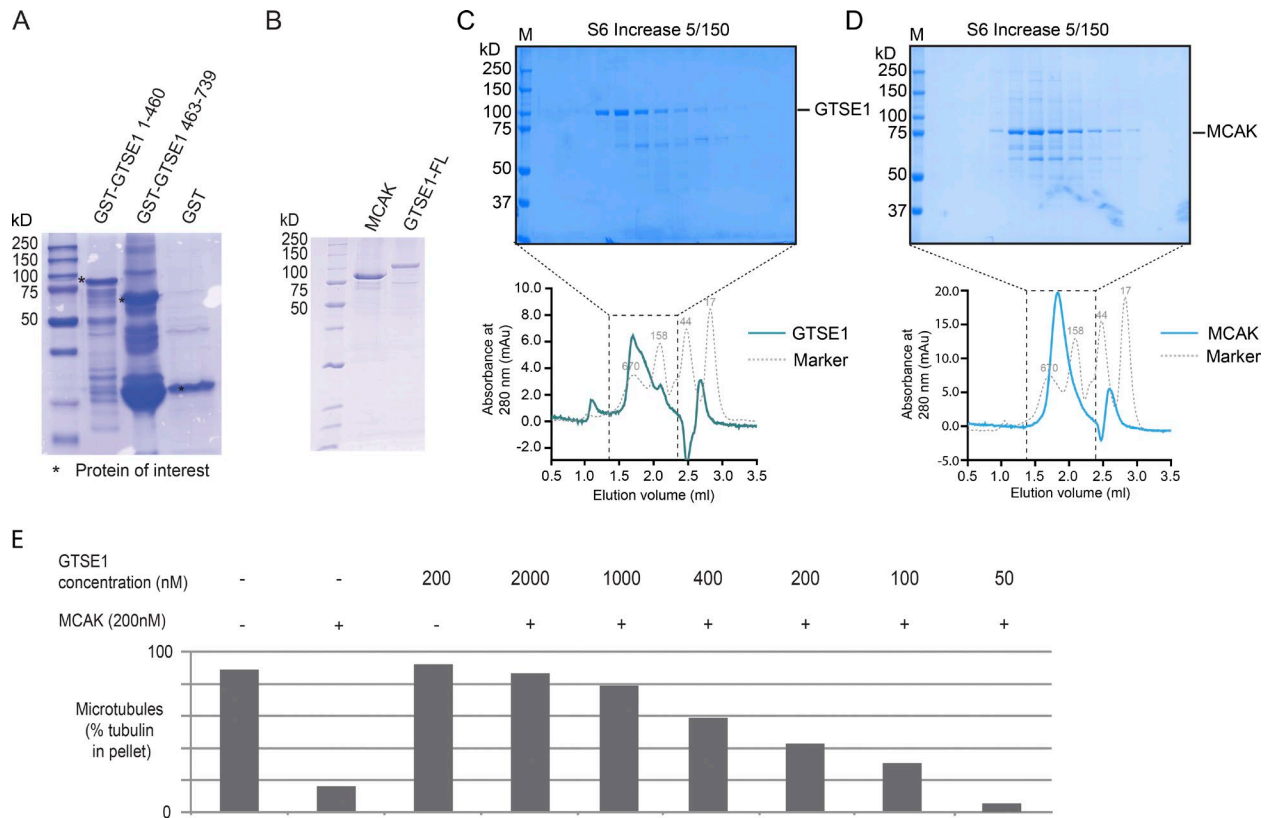 A
GST-GTSE1 1-460
GST-GTSE1 463-739
GST
kD
250
150
100
75
50
*
*
*
* Protein of interest
B
MCAK
GTSE1-FL
kD
250
150
100
75
50
C
S6 Increase 5/150
M
kD
250
150
100
75
50
37
GTSE1
10.0
8.0
6.0
4.0
2.0
0.0
-2.0
Absorbance at
280 nm (mAu)
670
158
44
17
GTSE1
Marker
0.5 1.0 1.5 2.0 2.5 3.0 3.5
Elution volume (ml)
D
S6 Increase 5/150
M
kD
250
150
100
75
50
37
MCAK
20.0
15.0
10.0
5.0
0.0
-5.0
Absorbance at
280 nm (mAu)
670
158
44
17
MCAK
Marker
0.5 1.0 1.5 2.0 2.5 3.0 3.5
Elution volume (ml)
E
GTSE1
concentration (nM) - - 200 2000 1000 400 200 100 50
MCAK (200nM) - + - + + + + + +
100
Microtubules
(% tubulin
in pellet)
0